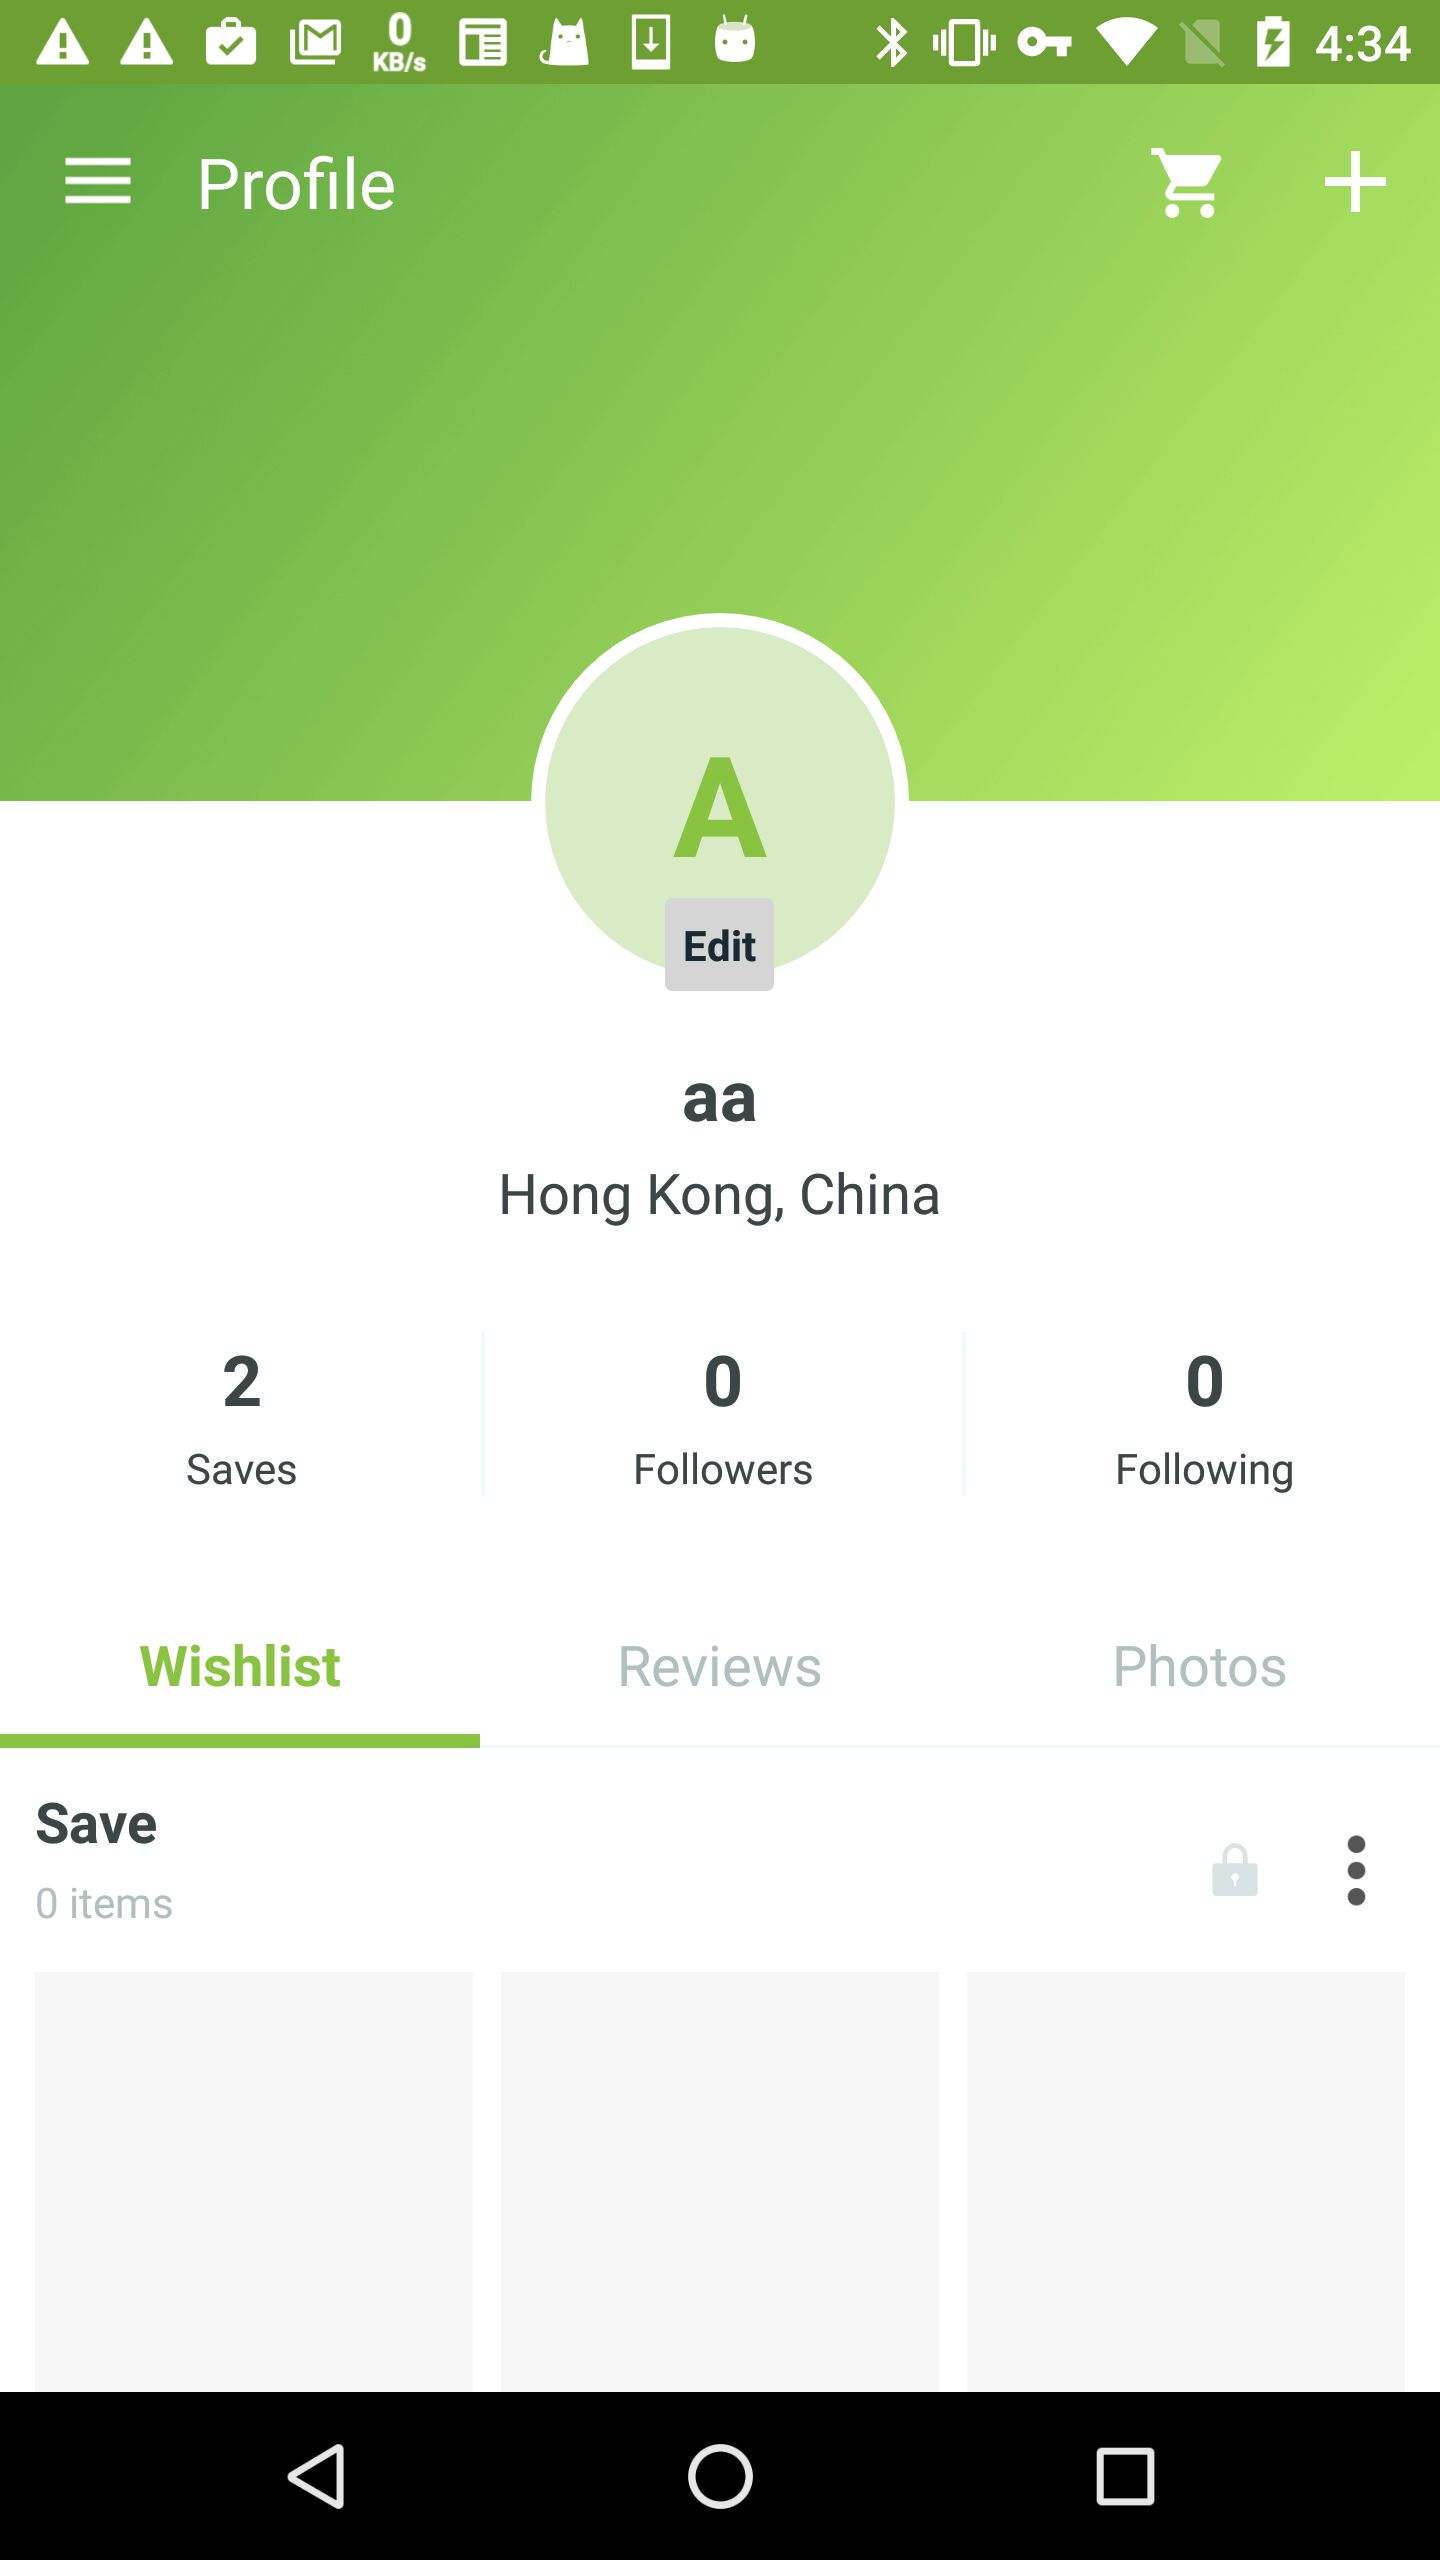 0
KB/s
4:34
Profile
A
Edit
aa
Hong Kong, China
2
0
0
Saves
Followers
Following
Wishlist
Reviews
Photos
Save
0 items